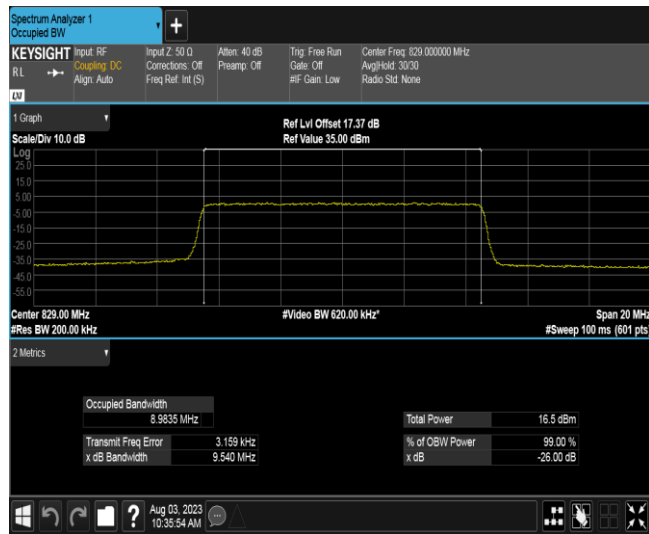 Spectrum Analyzer 1
Occupied BW
+
KEYSIGHT
RL
LXI
Input: RF
Coupling: DC
Align: Auto
Input Z: 50 Ω
Corrections: Off
Freq Ref: Int (S)
Atten: 40 dB
Preamp: Off
Trig: Free Run
Gate: Off
#IF Gain: Low
Center Freq: 829.000000 MHz
Avg|Hold: 30/30
Radio Std: None
1 Graph
Scale/Div 10.0 dB
Ref Lvl Offset 17.37 dB
Ref Value 35.00 dBm
Log
25.0
15.0
5.00
-5.00
-15.0
-25.0
-35.0
-45.0
-55.0
Center 829.00 MHz
#Res BW 200.00 kHz
#Video BW 620.00 kHz*
Span 20 MHz
#Sweep 100 ms (601 pts)
2 Metrics
Occupied Bandwidth
8.9835 MHz
Transmit Freq Error 3.159 kHz
x dB Bandwidth 9.540 MHz
Total Power 16.5 dBm
% of OBW Power 99.00 %
x dB -26.00 dB
?
Aug 03, 2023
10:35:54 AM